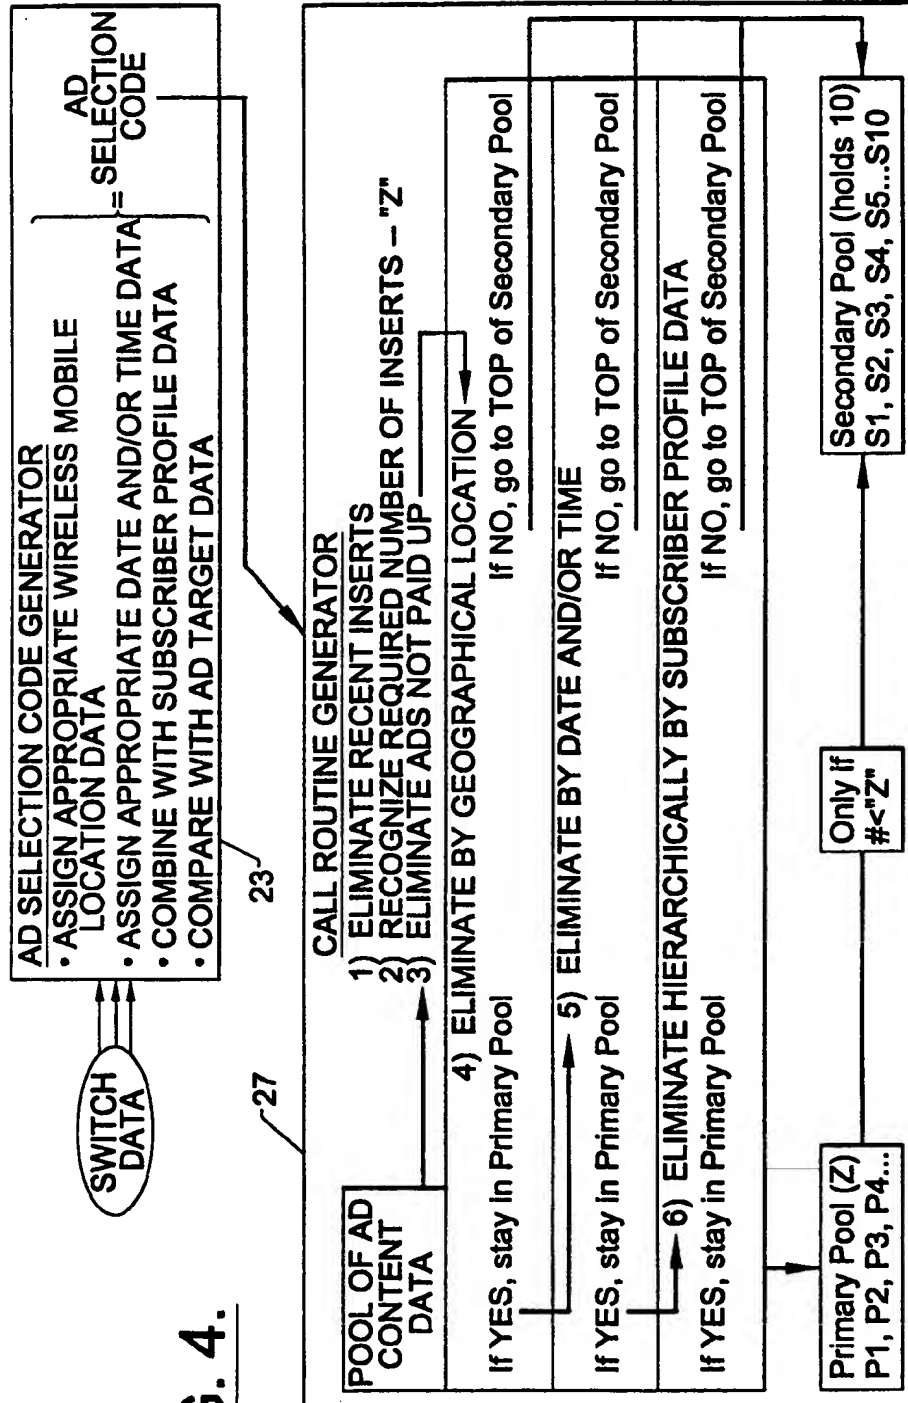 SWITCH
DATA
AD SELECTION CODE GENERATOR
• ASSIGN APPROPRIATE WIRELESS MOBILE
LOCATION DATA
• ASSIGN APPROPRIATE DATE AND/OR TIME DATA
• COMBINE WITH SUBSCRIBER PROFILE DATA
• COMPARE WITH AD TARGET DATA
=
AD
SELECTION
CODE
23
27
CALL ROUTINE GENERATOR
1) ELIMINATE RECENT INSERTS
2) RECOGNIZE REQUIRED NUMBER OF INSERTS – "Z"
3) ELIMINATE ADS NOT PAID UP
POOL OF AD
CONTENT
DATA
4) ELIMINATE BY GEOGRAPHICAL LOCATION
If YES, stay in Primary Pool
If NO, go to TOP of Secondary Pool
5) ELIMINATE BY DATE AND/OR TIME
If YES, stay in Primary Pool
If NO, go to TOP of Secondary Pool
6) ELIMINATE HIERARCHICALLY BY SUBSCRIBER PROFILE DATA
If YES, stay in Primary Pool
If NO, go to TOP of Secondary Pool
Primary Pool (Z)
P1, P2, P3, P4...
Only if
#<"Z"
Secondary Pool (holds 10)
S1, S2, S3, S4, S5...S10
G. 4.